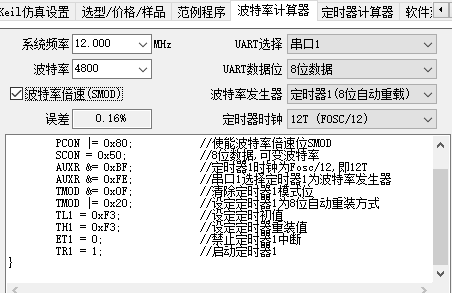 Keil仿真设置 选型/价格/样品 范例程序 波特率计算器 定时器计算器 软件
系统频率 12.000 MHz UART选择 串口1
波特率 4800 UART数据位 8位数据
波特率倍速(SMOD) 波特率发生器 定时器1(8位自动重载)
误差 0.16% 定时器时钟 12T (FOSC/12)
PCON |= 0x80; //使能波特率倍速位SMOD
SCON = 0x50; //8位数据,可变波特率
AUXR &= 0xBF; //定时器1时钟为Fosc/12,即12T
AUXR &= 0xFE; //串口1选择定时器1为波特率发生器
TMOD &= 0x0F; //清除定时器1模式位
TMOD |= 0x20; //设定定时器1为8位自动重装方式
TL1 = 0xF3; //设定定时初值
TH1 = 0xF3; //设定定时器重装值
ET1 = 0; //禁止定时器1中断
TR1 = 1; //启动定时器1
}